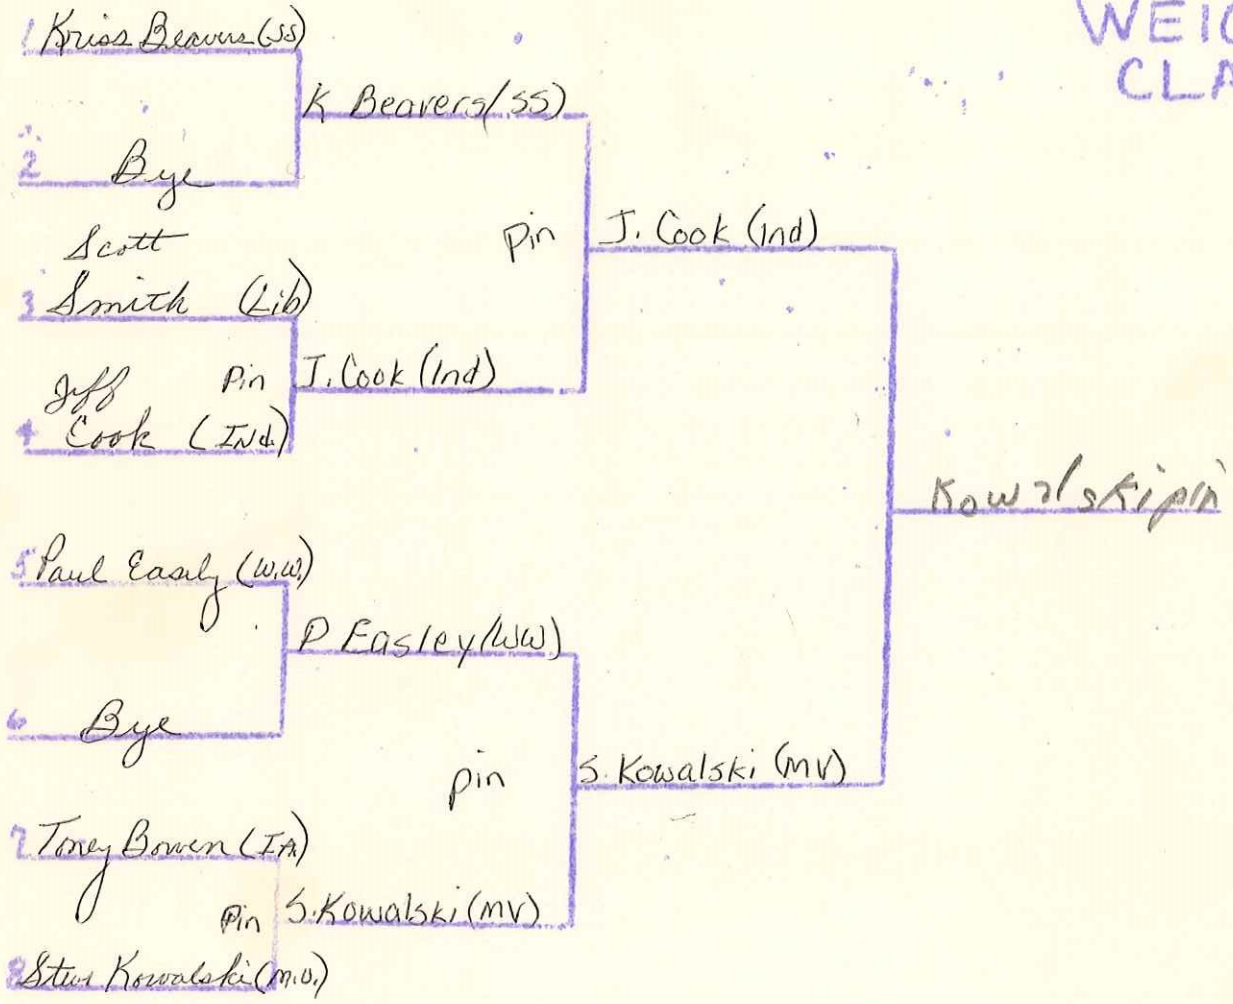 WEIG
CLA
1 Kriss Beavers (SS)
K Beavers (SS)
2 Bye
pin J. Cook (Ind)
Scott
3 Smith (Lib)
Jeff Pin J. Cook (Ind)
4 Cook (INd.)
Kowalski pin
5 Paul Easily (W.W.)
P Easley (WW)
6 Bye
pin S. Kowalski (MV)
7 Toney Bowen (IA)
Pin S. Kowalski (MV)
8 Steve Kowalski (M.V.)